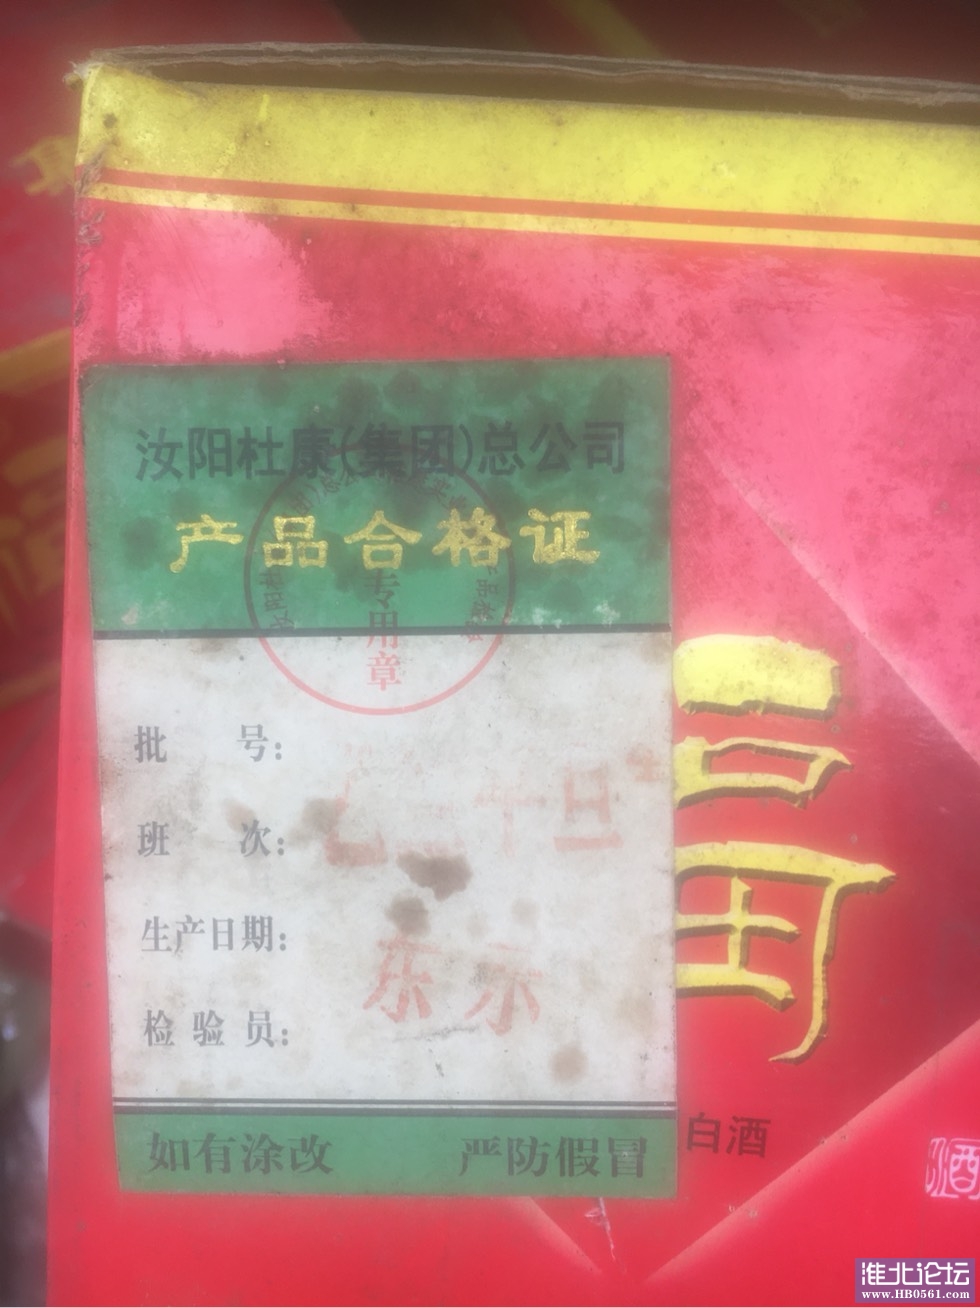 汝阳杜康(集团)总公司
产品合格证
专用章
批 号:
班 次:
生产日期:
检 验 员:
如有涂改 严防假冒
白酒
酒
淮北论坛
www.HB0561.com